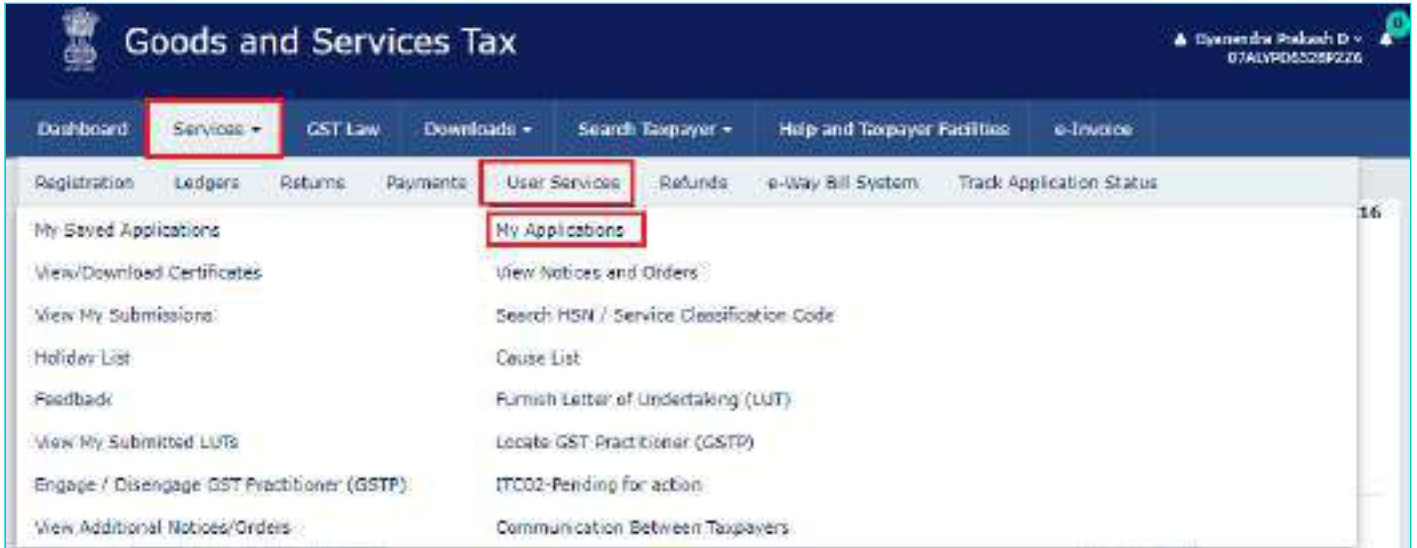 Goods and Services Tax
0
Gyanendra Prakash D
Dashboard Services GST Law Downloads Search Taxpayer Help and Taxpayer Facilities e-Invoice
Registration Ledgers Returns Payments User Services Refunds e-Way Bill System Track Application Status
16
My Saved Applications My Applications
View/Download Certificates View Notices and Orders
View My Submissions Search HSN / Service Classification Code
Holiday List Cause List
Feedback Furnish Letter of Undertaking (LUT)
View My Submitted LUTs Locate GST Practitioner (GSTP)
Engage / Disengage GST Practitioner (GSTP) ITC02-Pending for action
View Additional Notices/Orders Communication Between Taxpayers